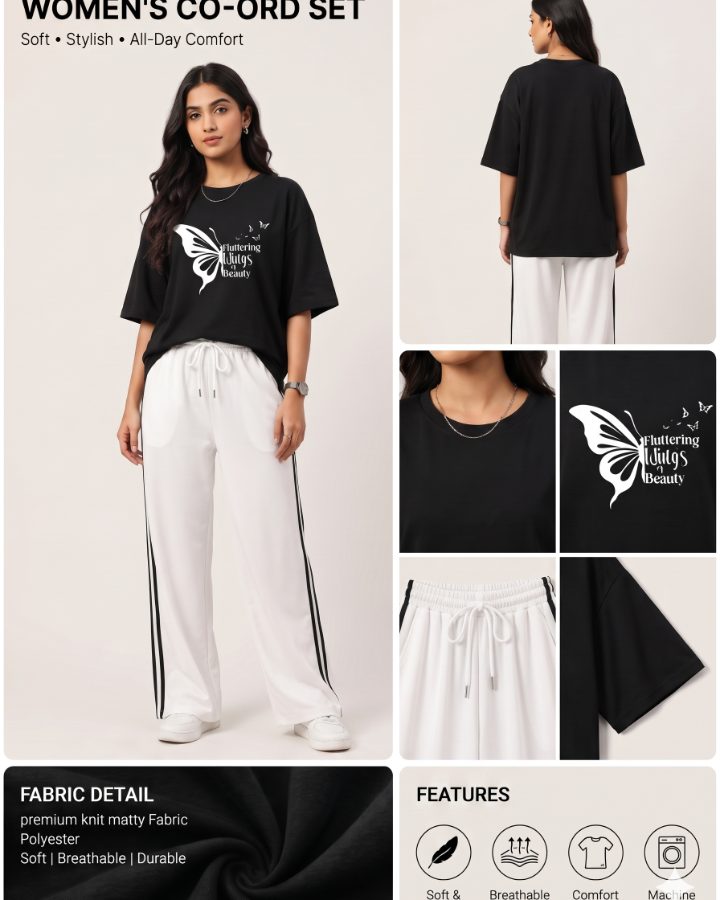 WOMEN'S CO-ORD SET
Soft • Stylish • All-Day Comfort
Fluttering
Wings
of
Beauty
Fluttering
Wings
of
Beauty
FABRIC DETAIL
premium knit matty Fabric
Polyester
Soft | Breathable | Durable
FEATURES
Soft &
Breathable
Comfort
Machine